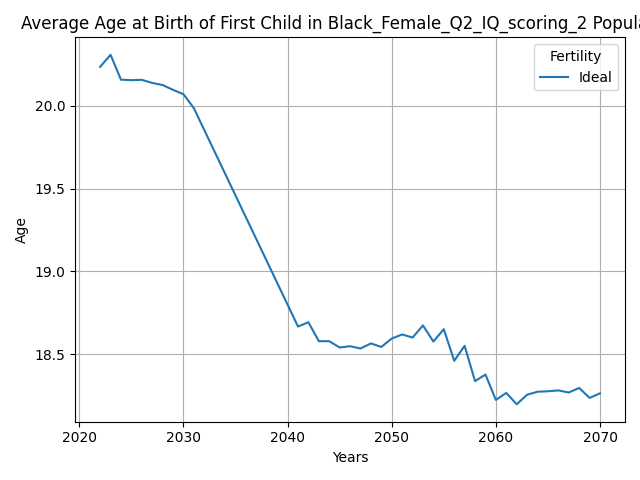 Average Age at Birth of First Child in Black_Female_Q2_IQ_scoring_2 Popula
Fertility
Ideal
20.0
19.5
19.0
18.5
Age
2020 2030 2040 2050 2060 2070
Years